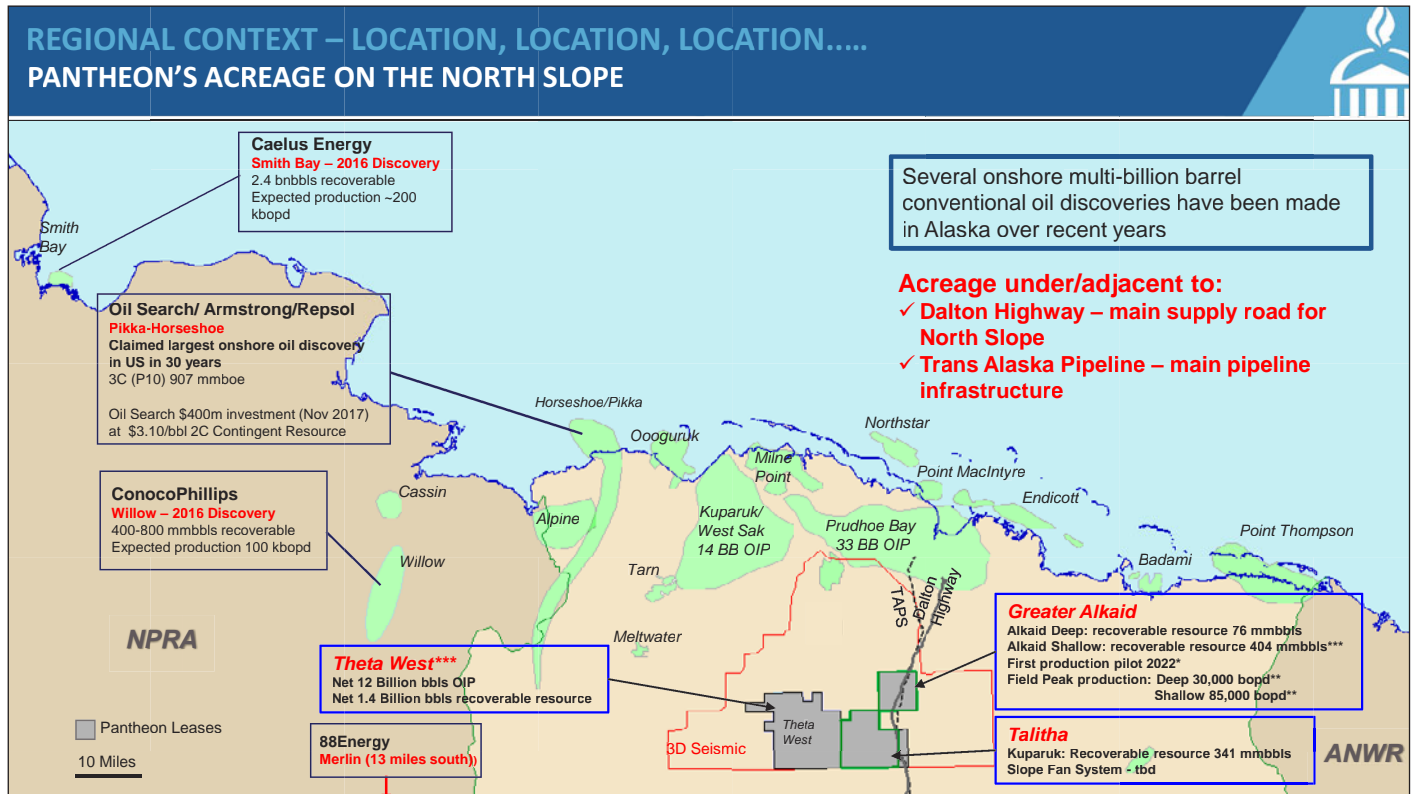 REGIONAL CONTEXT – LOCATION, LOCATION, LOCATION.....
PANTHEON'S ACREAGE ON THE NORTH SLOPE
Caelus Energy
Smith Bay – 2016 Discovery
2.4 bnbbls recoverable
Expected production ~200
kbopd
Several onshore multi-billion barrel
conventional oil discoveries have been made
in Alaska over recent years
Smith
Bay
Acreage under/adjacent to:
✓ Dalton Highway – main supply road for
North Slope
✓ Trans Alaska Pipeline – main pipeline
infrastructure
Oil Search/ Armstrong/Repsol
Pikka-Horseshoe
Claimed largest onshore oil discovery
in US in 30 years
3C (P10) 907 mmboe
Oil Search $400m investment (Nov 2017)
at $3.10/bbl 2C Contingent Resource
Horseshoe/Pikka
Oooguruk
Milne
Point
Northstar
Point MacIntyre
Endicott
Point Thompson
Badami
ConocoPhillips
Willow – 2016 Discovery
400-800 mmbbls recoverable
Expected production 100 kbopd
Cassin
Alpine
Kuparuk/
West Sak
14 BB OIP
Prudhoe Bay
33 BB OIP
Willow
Tarn
TAPS
Dalton
Highway
Meltwater
NPRA
Greater Alkaid
Alkaid Deep: recoverable resource 76 mmbbls
Alkaid Shallow: recoverable resource 404 mmbbls***
First production pilot 2022*
Field Peak production: Deep 30,000 bopd**
Shallow 85,000 bopd**
Theta West***
Net 12 Billion bbls OIP
Net 1.4 Billion bbls recoverable resource
Theta
West
3D Seismic
Talitha
Kuparuk: Recoverable resource 341 mmbbls
Slope Fan System - tbd
ANWR
Pantheon Leases
10 Miles
88Energy
Merlin (13 miles south))